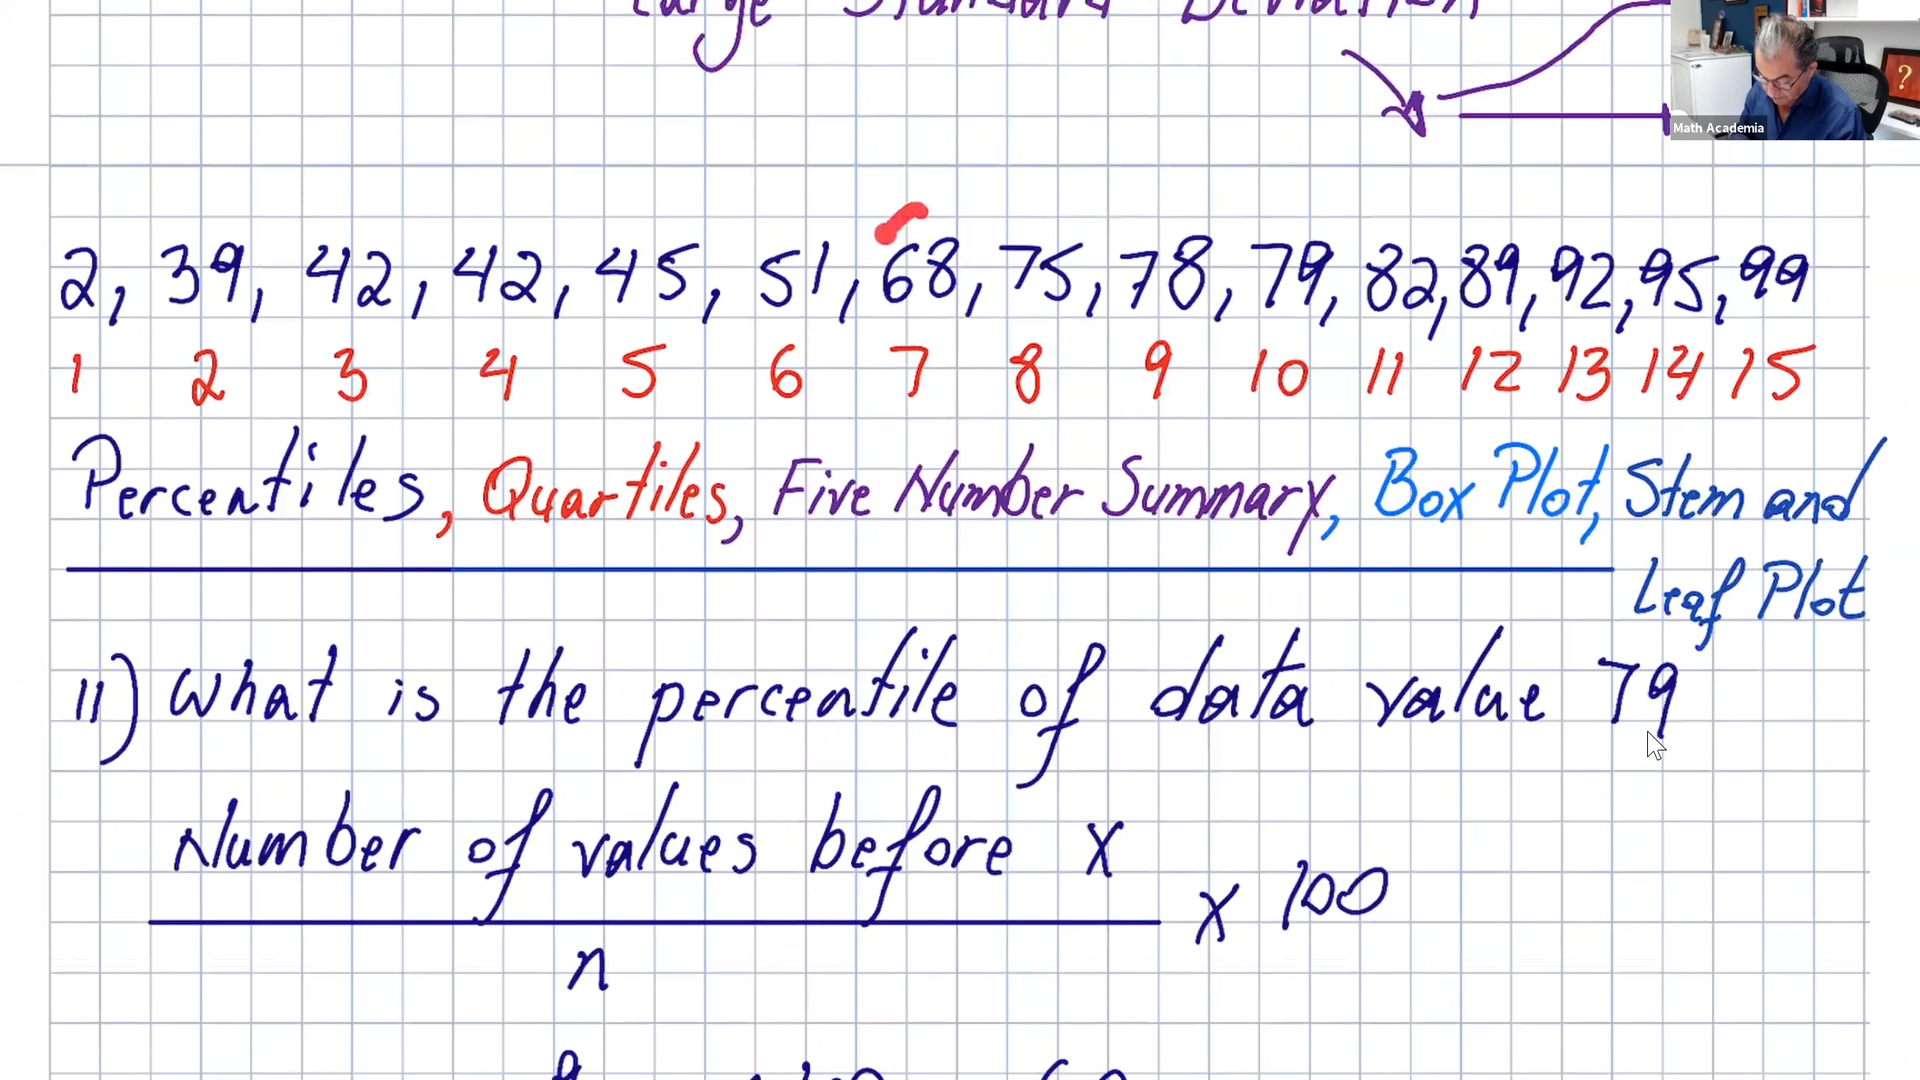 Large Standard Deviation
Math Academia
?
2, 39, 42, 42, 45, 51, 68, 75, 78, 79, 82, 89, 92, 95, 99
1 2 3 4 5 6 7 8 9 10 11 12 13 14 15
Percentiles, Quartiles, Five Number Summary, Box Plot, Stem and
Leaf Plot
11) What is the percentile of data value 79
Number of values before x
x 100
n